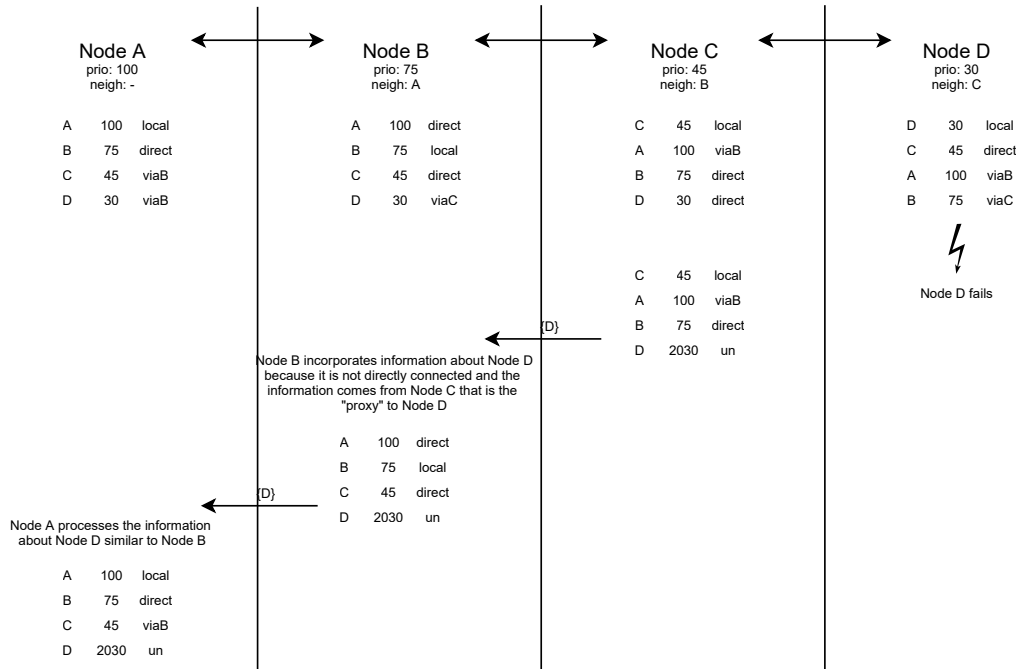 Node A
prio: 100
neigh: -
A 100 local
B 75 direct
C 45 viaB
D 30 viaB
Node B
prio: 75
neigh: A
A 100 direct
B 75 local
C 45 direct
D 30 viaC
Node C
prio: 45
neigh: B
C 45 local
A 100 viaB
B 75 direct
D 30 direct
Node D
prio: 30
neigh: C
D 30 local
C 45 direct
A 100 viaB
B 75 viaC
Node D fails
C 45 local
A 100 viaB
B 75 direct
D 2030 un
{D}
Node B incorporates information about Node D
because it is not directly connected and the
information comes from Node C that is the
"proxy" to Node D
A 100 direct
B 75 local
C 45 direct
D 2030 un
{D}
Node A processes the information
about Node D similar to Node B
A 100 local
B 75 direct
C 45 viaB
D 2030 un